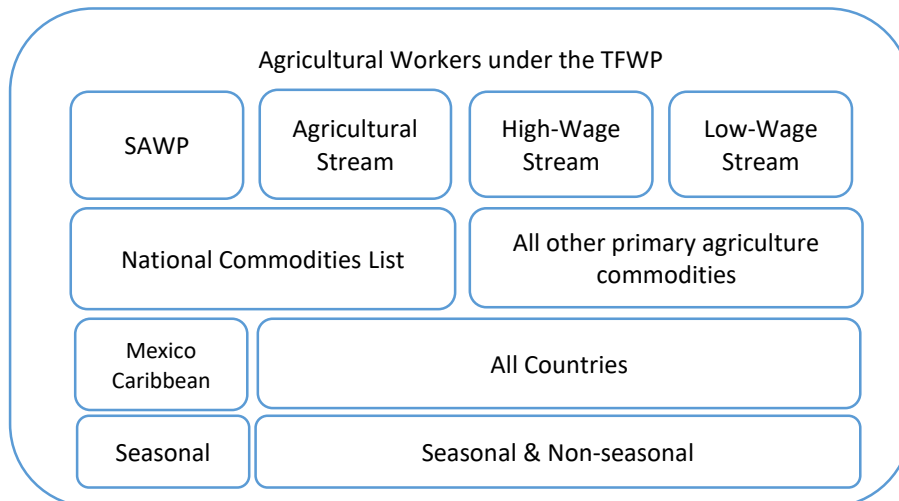 Agricultural Workers under the TFWP
SAWP
Agricultural
Stream
High-Wage
Stream
Low-Wage
Stream
National Commodities List
All other primary agriculture
commodities
Mexico
Caribbean
All Countries
Seasonal
Seasonal & Non-seasonal